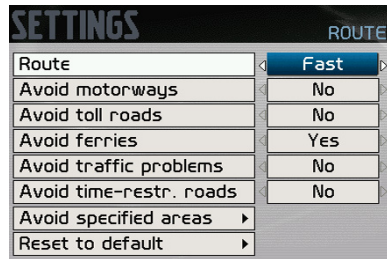 SETTINGS ROUTE
Route Fast
Avoid motorways No
Avoid toll roads No
Avoid ferries Yes
Avoid traffic problems No
Avoid time-restr. roads No
Avoid specified areas
Reset to default